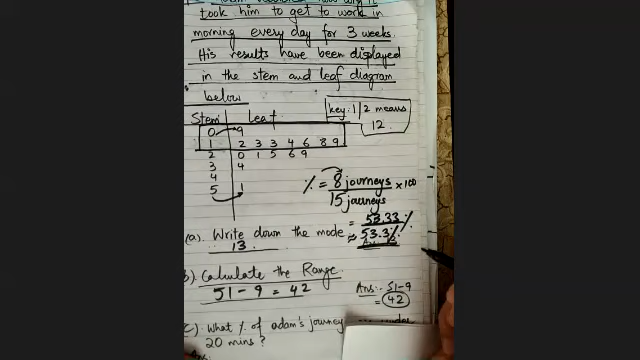 took him to get to work in
morning every day for 3 weeks.
His results have been displayed
in the stem and leaf diagram
below
key: 1 | 2 means
12
Stem | Leaf
0 | 9
1 | 2 3 3 4 6 8 9
2 | 0 1 5 6 9
3 | 4
4 |
5 | 1
% = 8 journeys × 100
15 journeys
= 53.33 %
≈ 53.3%
(a). Write down the mode
13
b) Calculate the Range
51 - 9 = 42
Ans:- 51-9
= 42
c) What % of adam's journey
20 mins ?
Ans:-